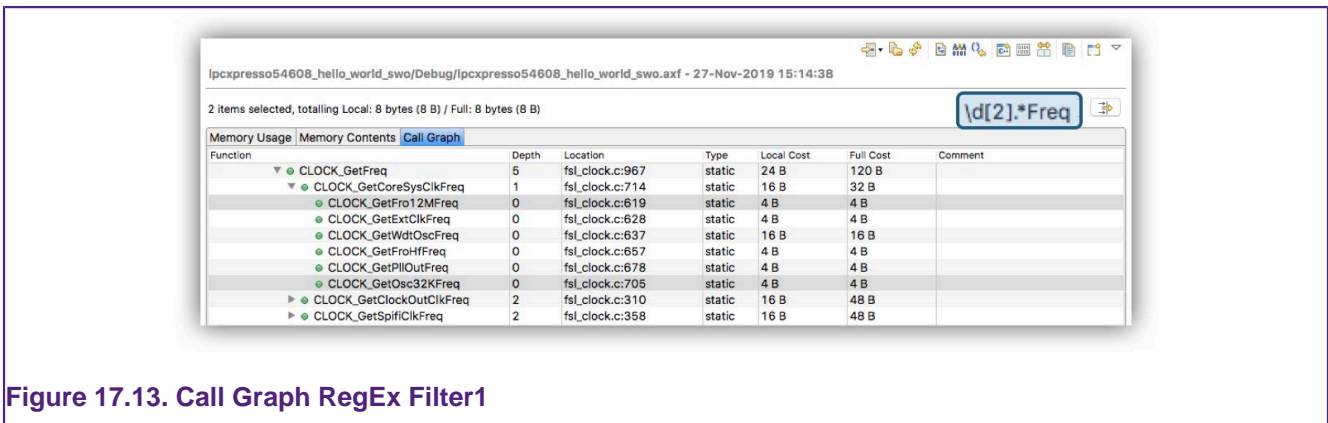 lpcxpresso54608_hello_world_swo/Debug/lpcxpresso54608_hello_world_swo.axf - 27-Nov-2019 15:14:38
2 items selected, totalling Local: 8 bytes (8 B) / Full: 8 bytes (8 B)
\d[2].*Freq
Memory Usage Memory Contents Call Graph
Function Depth Location Type Local Cost Full Cost Comment
CLOCK_GetFreq 5 fsl_clock.c:967 static 24 B 120 B
CLOCK_GetCoreSysClkFreq 1 fsl_clock.c:714 static 16 B 32 B
CLOCK_GetFro12MFreq 0 fsl_clock.c:619 static 4 B 4 B
CLOCK_GetExtClkFreq 0 fsl_clock.c:628 static 4 B 4 B
CLOCK_GetWdtOscFreq 0 fsl_clock.c:637 static 16 B 16 B
CLOCK_GetFroHfFreq 0 fsl_clock.c:657 static 4 B 4 B
CLOCK_GetPllOutFreq 0 fsl_clock.c:678 static 4 B 4 B
CLOCK_GetOsc32KFreq 0 fsl_clock.c:705 static 4 B 4 B
CLOCK_GetClockOutClkFreq 2 fsl_clock.c:310 static 16 B 48 B
CLOCK_GetSpifiClkFreq 2 fsl_clock.c:358 static 16 B 48 B
Figure 17.13. Call Graph RegEx Filter1